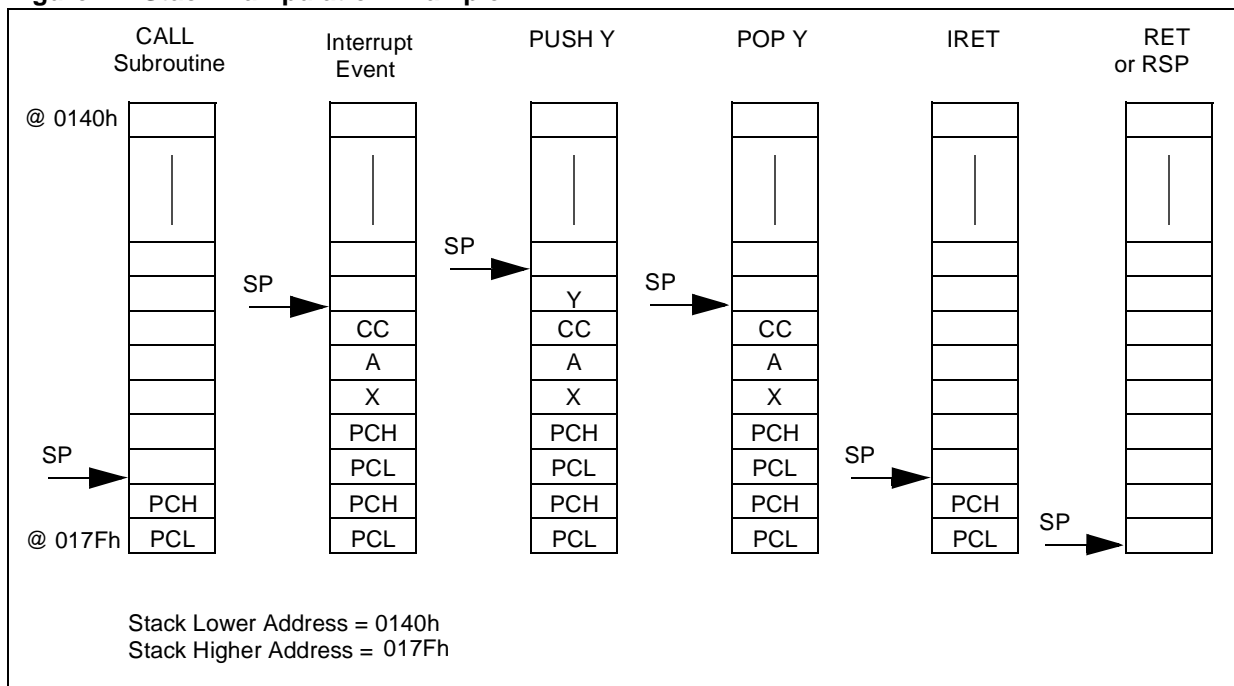 CALL
Subroutine
Interrupt
Event
PUSH Y
POP Y
IRET
RET
or RSP
@ 0140h
SP
SP
SP
Y
CC
CC
CC
A
A
A
X
X
X
PCH
PCH
PCH
SP
PCL
PCL
PCL
SP
PCH
PCH
PCH
PCH
PCH
SP
@ 017Fh
PCL
PCL
PCL
PCL
PCL
Stack Lower Address = 0140h
Stack Higher Address = 017Fh